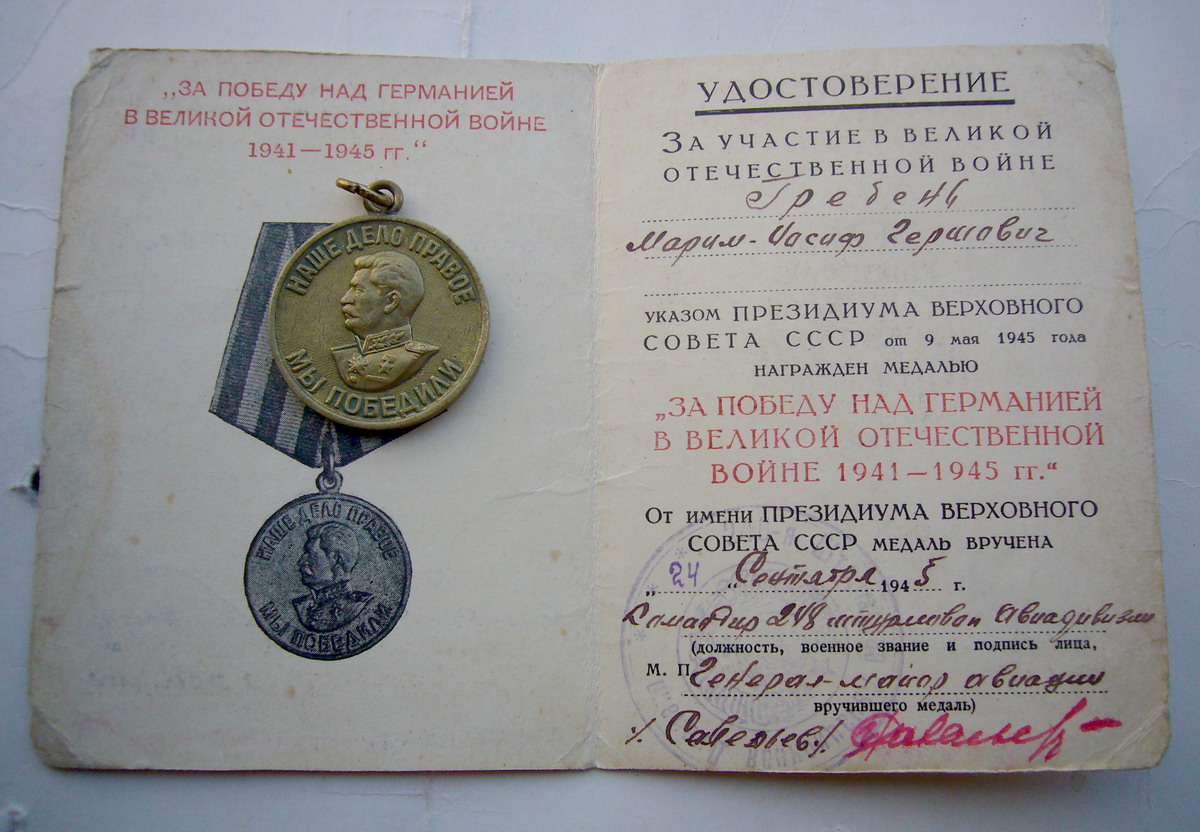 „ЗА ПОБЕДУ НАД ГЕРМАНИЕЙ
В ВЕЛИКОЙ ОТЕЧЕСТВЕННОЙ ВОЙНЕ
1941—1945 гг.“
НАШЕ ДЕЛО ПРАВОЕ
МЫ ПОБЕДИЛИ
НАШЕ ДЕЛО ПРАВОЕ
МЫ ПОБЕДИЛИ
УДОСТОВЕРЕНИЕ
ЗА УЧАСТИЕ В ВЕЛИКОЙ
ОТЕЧЕСТВЕННОЙ ВОЙНЕ
Гребень
Марим-Иасиф Гершавич
УКАЗОМ ПРЕЗИДИУМА ВЕРХОВНОГО
СОВЕТА СССР от 9 мая 1945 года
НАГРАЖДЕН МЕДАЛЬЮ
„ЗА ПОБЕДУ НАД ГЕРМАНИЕЙ
В ВЕЛИКОЙ ОТЕЧЕСТВЕННОЙ
ВОЙНЕ 1941—1945 гг.“
ОТ ИМЕНИ ПРЕЗИДИУМА ВЕРХОВНОГО
СОВЕТА СССР МЕДАЛЬ ВРУЧЕНА
„24“ Сентября 1945 г.
Командир 248 штурмовой Авиадивизии
(должность, военное звание и подпись лица,
М. П. Генерал-майор авиации
вручившего медаль)
/Савельев/.